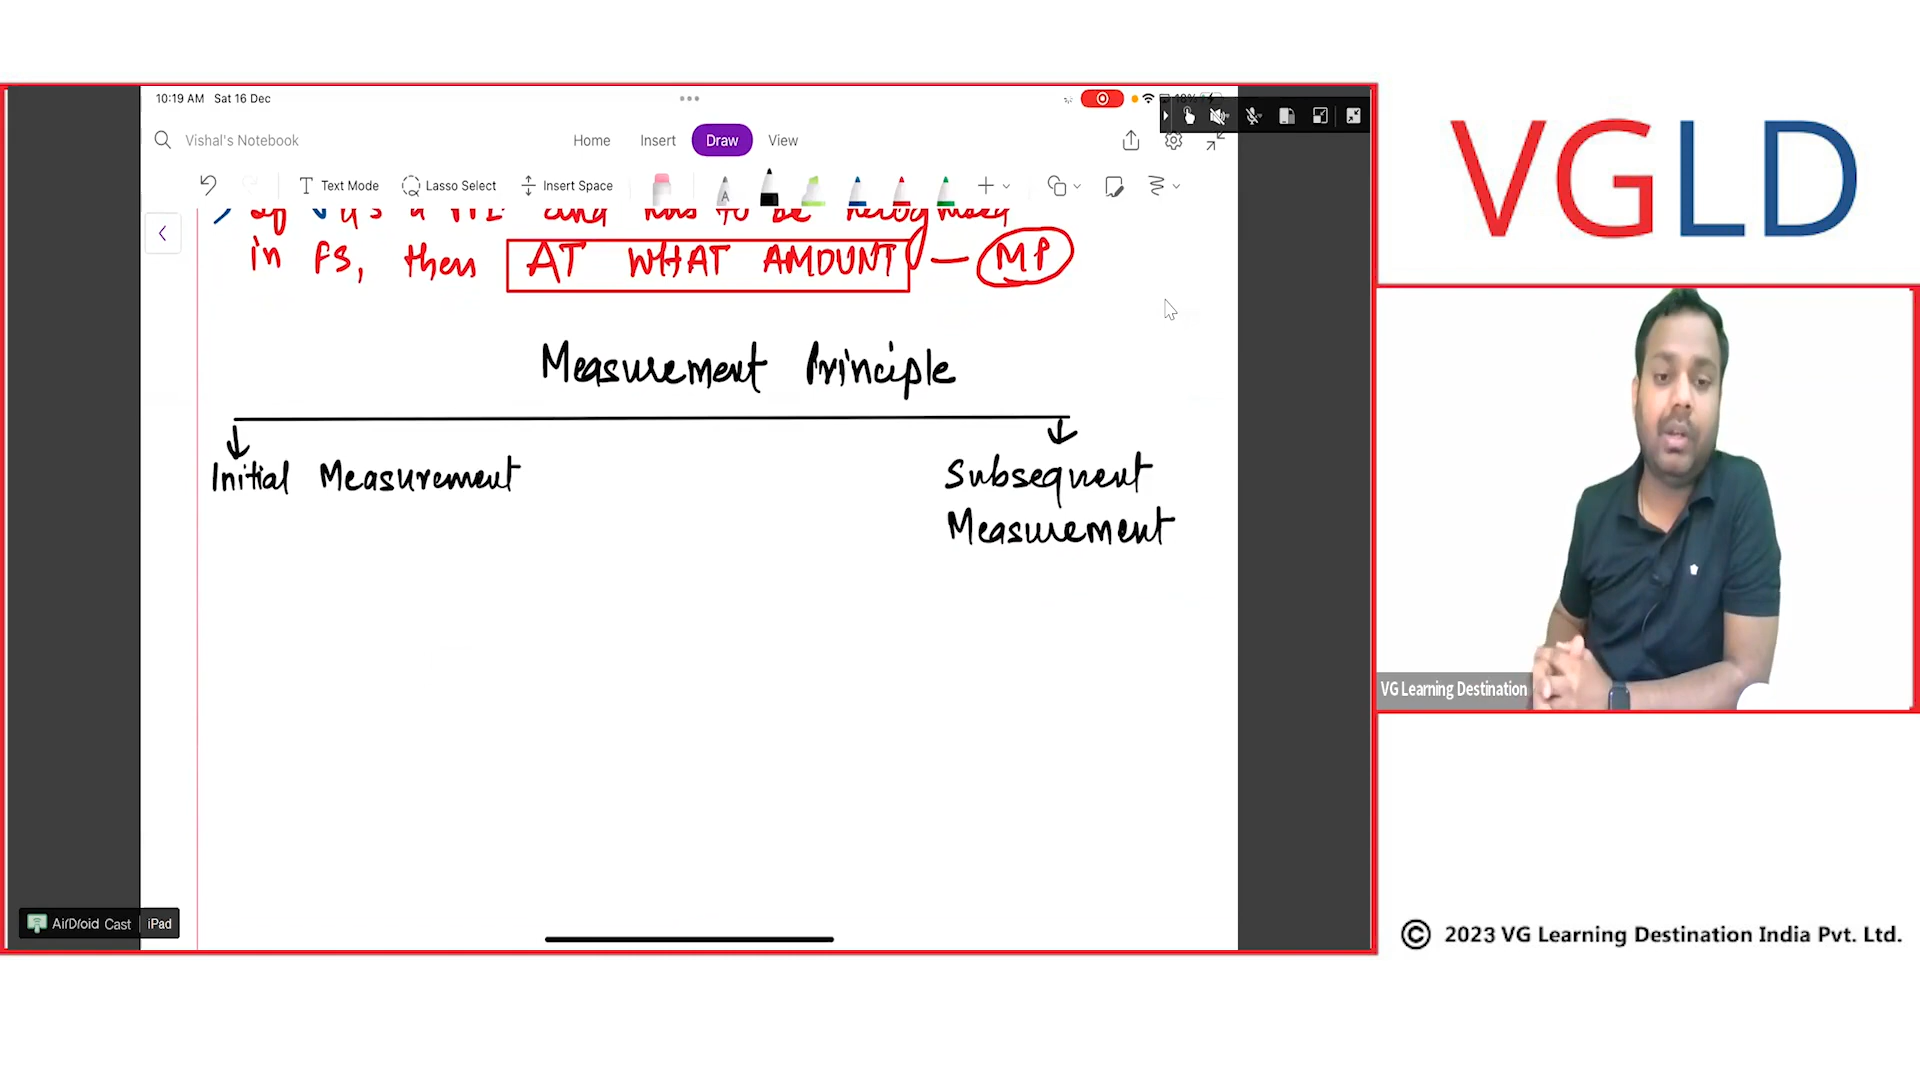 10:19 AM Sat 16 Dec
VGLD
Vishal's Notebook
Home Insert Draw View
Text Mode Lasso Select Insert Space
in FS, then AT WHAT AMOUNT — MP
Measurement Principle
Initial Measurement
Subsequent
Measurement
VG Learning Destination
AirDroid Cast iPad
© 2023 VG Learning Destination India Pvt. Ltd.